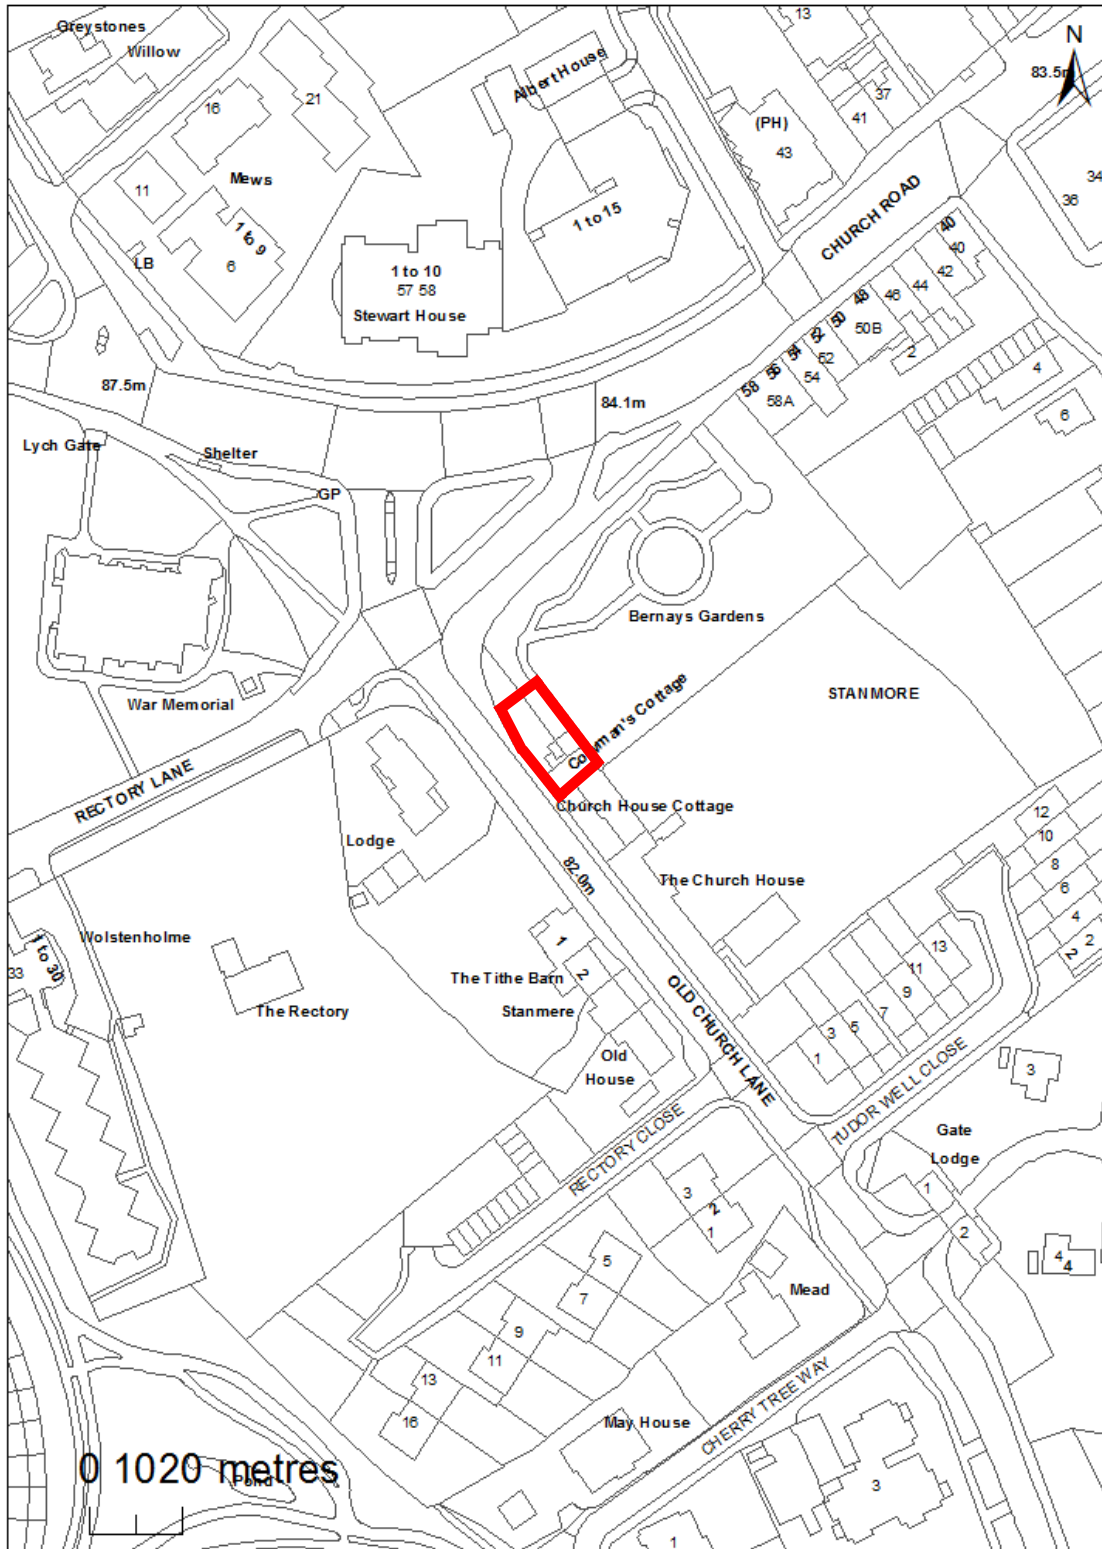 Greystones
Willow
13
N
83.5m
Albert House
16
21
(PH)
43
37
41
11
Mews
1 to 9
6
LB
1 to 10
57 58
Stewart House
1 to 15
CHURCH ROAD
34
36
40
40
42
44
46
48
50
50B
52
52
54
54
56
58
58A
2
4
6
87.5m
84.1m
Lych Gate
Shelter
GP
Bernays Gardens
STANMORE
War Memorial
RECTORY LANE
Cottage
Church House Cottage
Lodge
82.0m
The Church House
12
10
8
6
4
2
2
Wolstenholme
1 to 30
33
The Rectory
1
The Tithe Barn
2
Stanmere
Old
House
OLD CHURCH LANE
13
11
9
7
5
3
1
TUDOR WELL CLOSE
3
RECTORY CLOSE
Gate
Lodge
1
2
4
4
3
2
1
5
7
Mead
9
11
13
16
May House
CHERRY TREE WAY
3
1
0 1020 metres
Pond